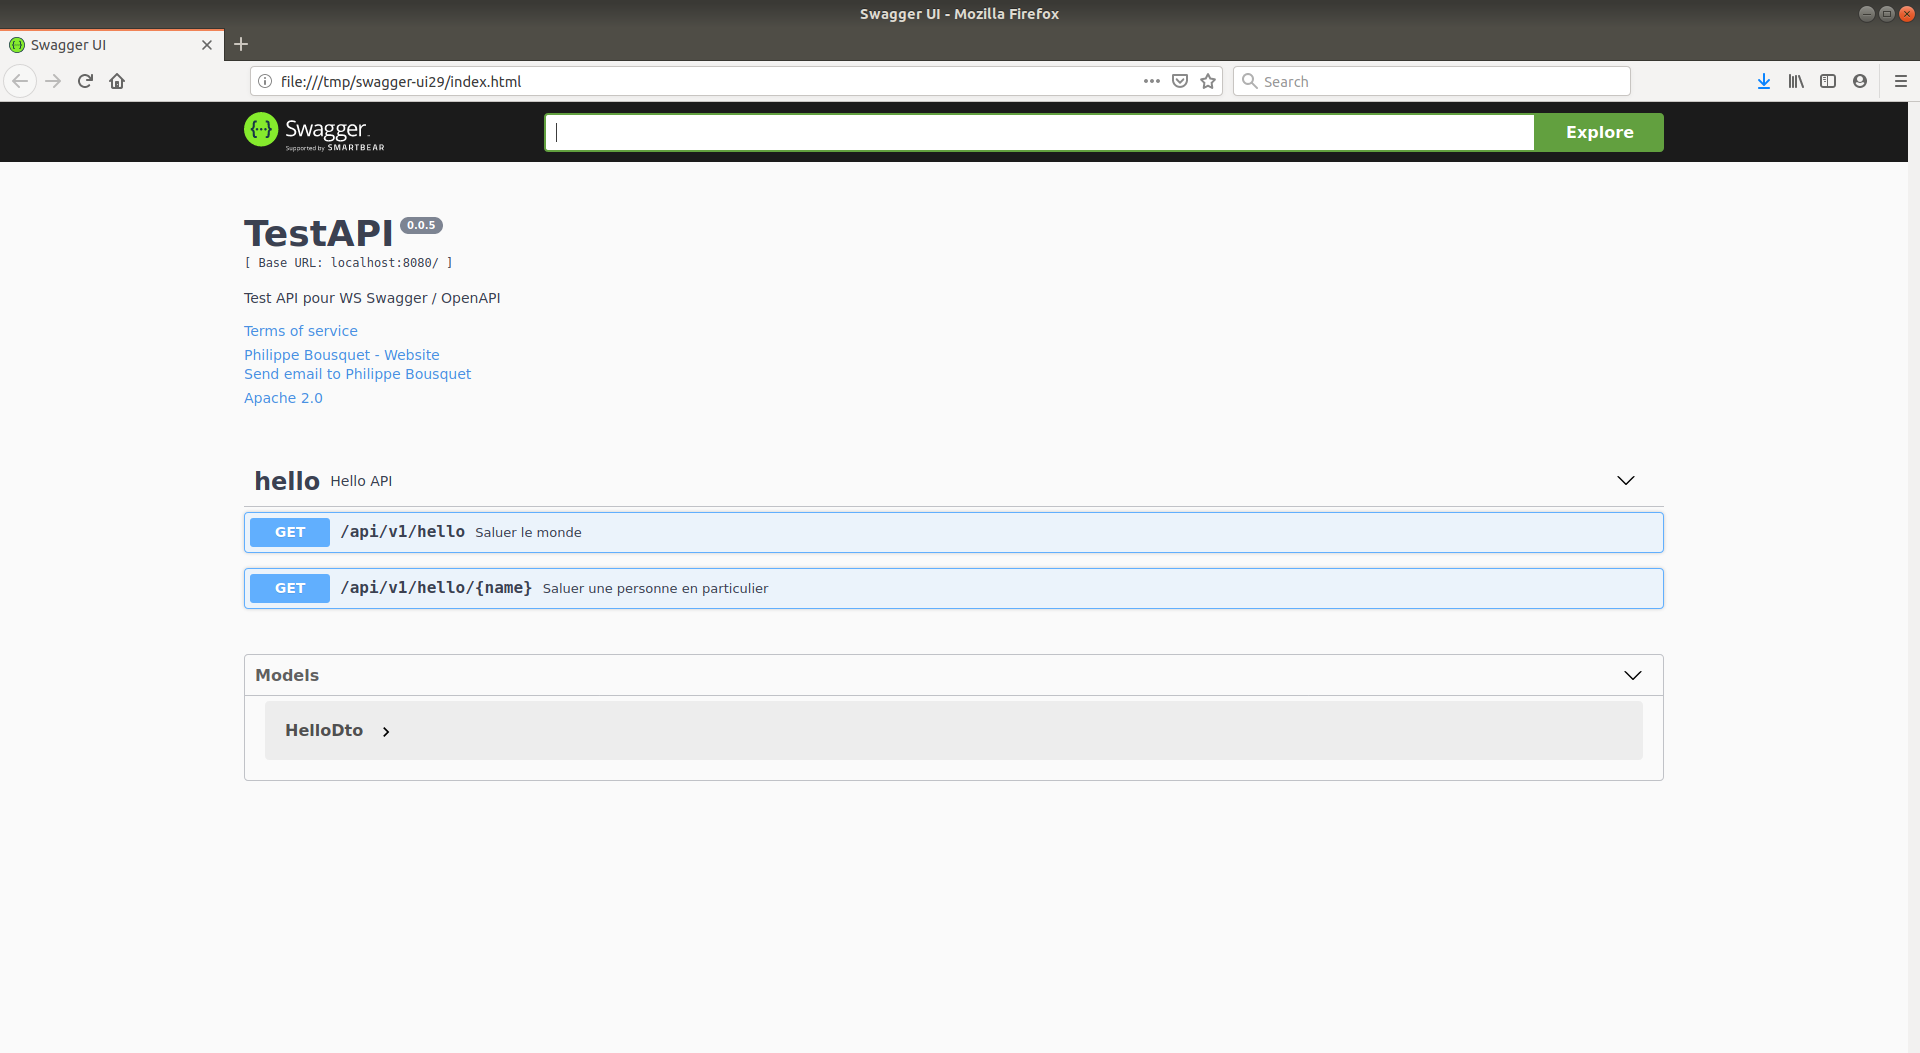 Swagger UI - Mozilla Firefox
Swagger UI
file:///tmp/swagger-ui29/index.html
Search
Swagger
Supported by SMARTBEAR
Explore
TestAPI 0.0.5
[ Base URL: localhost:8080/ ]
Test API pour WS Swagger / OpenAPI
Terms of service
Philippe Bousquet - Website
Send email to Philippe Bousquet
Apache 2.0
hello Hello API
GET /api/v1/hello Saluer le monde
GET /api/v1/hello/{name} Saluer une personne en particulier
Models
HelloDto